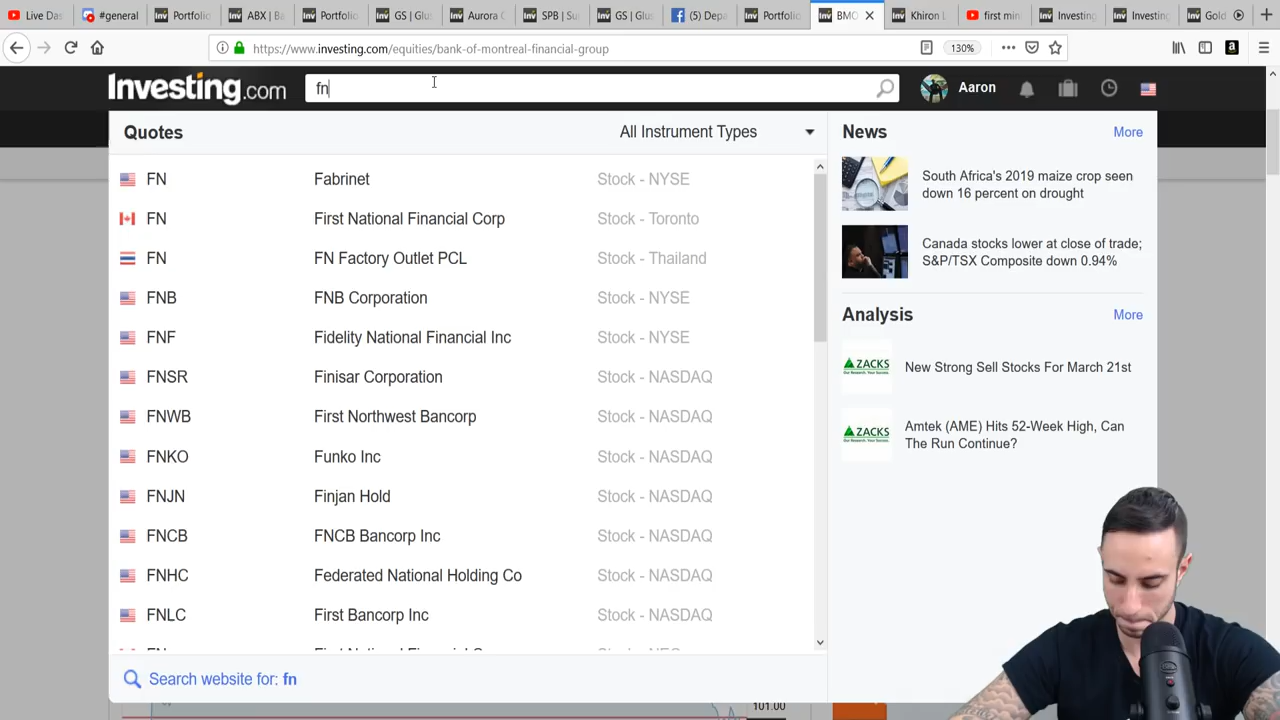 Live Das
#general
Portfolio
ABX | Ba
Portfolio
GS | Glu
Aurora C
SPB | Su
GS | Glu
(5) Depa
Portfolio
BMO
Khiron L
first min
Investing
Investing
Gold
https://www.investing.com/equities/bank-of-montreal-financial-group
130%
Investing.com
fn
Aaron
Quotes
All Instrument Types
News
More
FN Fabrinet Stock - NYSE
FN First National Financial Corp Stock - Toronto
FN FN Factory Outlet PCL Stock - Thailand
FNB FNB Corporation Stock - NYSE
FNF Fidelity National Financial Inc Stock - NYSE
FNSR Finisar Corporation Stock - NASDAQ
FNWB First Northwest Bancorp Stock - NASDAQ
FNKO Funko Inc Stock - NASDAQ
FNJN Finjan Hold Stock - NASDAQ
FNCB FNCB Bancorp Inc Stock - NASDAQ
FNHC Federated National Holding Co Stock - NASDAQ
FNLC First Bancorp Inc Stock - NASDAQ
South Africa's 2019 maize crop seen
down 16 percent on drought
Canada stocks lower at close of trade;
S&P/TSX Composite down 0.94%
Analysis
More
ZACKS
New Strong Sell Stocks For March 21st
ZACKS
Amtek (AME) Hits 52-Week High, Can
The Run Continue?
Search website for: fn
101.00